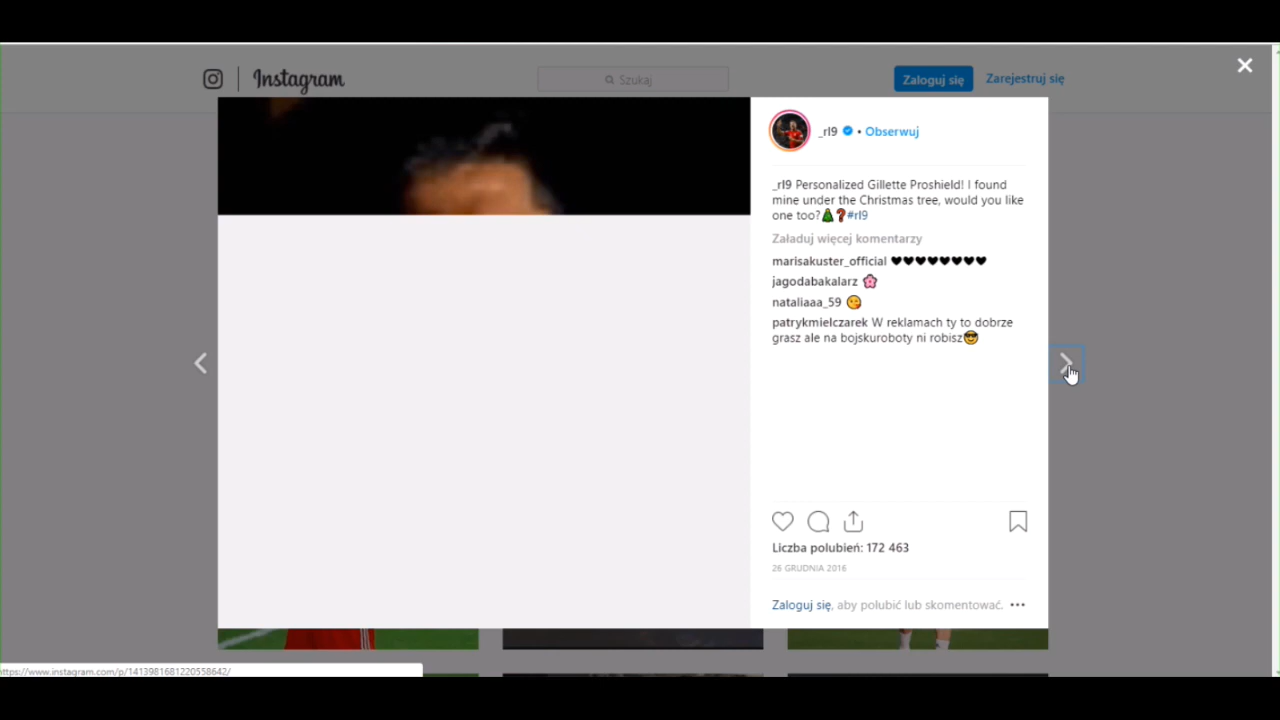 Instagram
Szukaj
Zaloguj się
Zarejestruj się
_rl9 • Obserwuj
_rl9 Personalized Gillette Proshield! I found
mine under the Christmas tree, would you like
one too?🎄❓#rl9
Załaduj więcej komentarzy
marisakuster_official ♥♥♥♥♥♥♥♥
jagodabakalarz 🌸
nataliaaa_59 😋
patrykmielczarek W reklamach ty to dobrze
grasz ale na bojskuroboty ni robisz😎
Liczba polubień: 172 463
26 GRUDNIA 2016
Zaloguj się, aby polubić lub skomentować.
https://www.instagram.com/p/1413981681220558642/